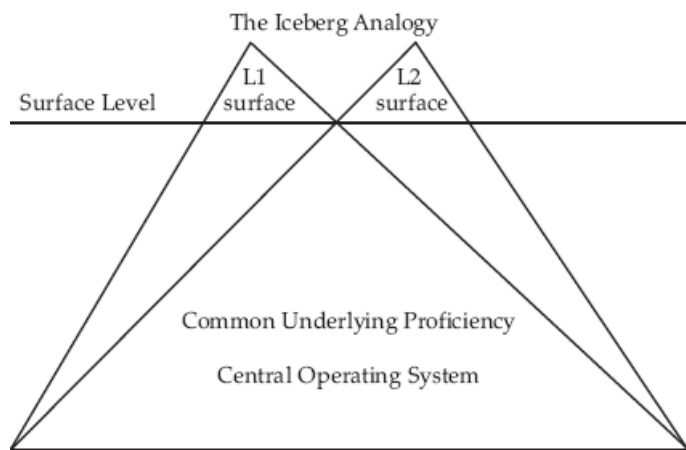 The Iceberg Analogy
L1
surface
L2
surface
Surface Level
Common Underlying Proficiency
Central Operating System